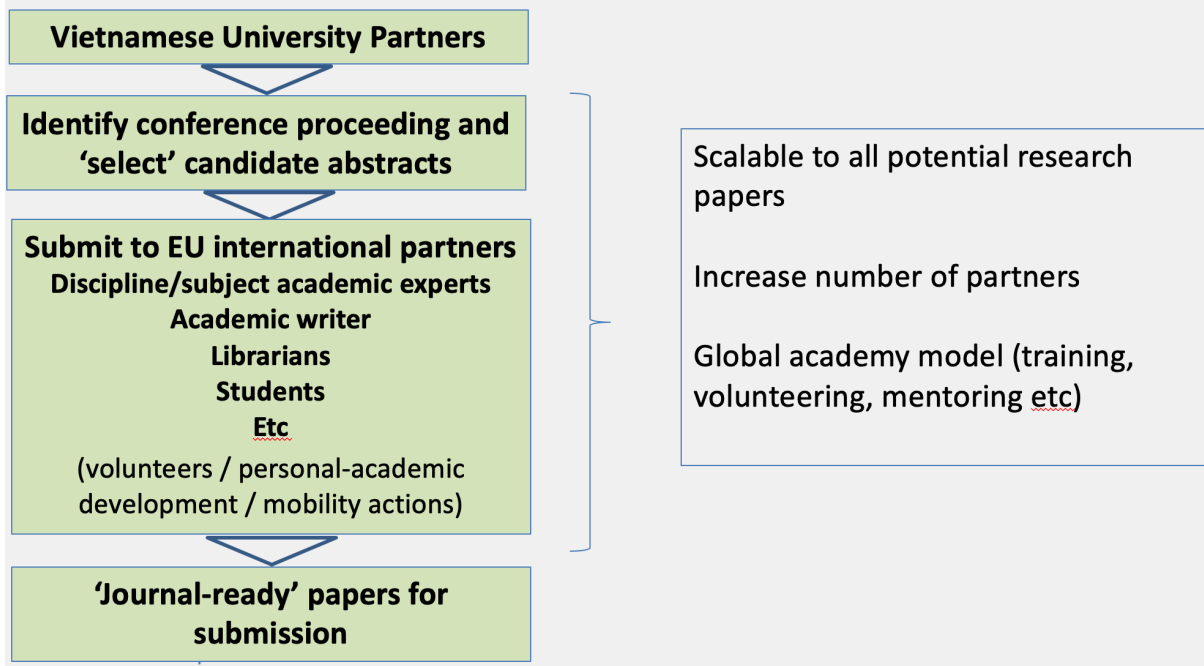 Vietnamese University Partners
Identify conference proceeding and
‘select’ candidate abstracts
Submit to EU international partners
Discipline/subject academic experts
Academic writer
Librarians
Students
Etc
(volunteers / personal-academic
development / mobility actions)
‘Journal-ready’ papers for
submission
Scalable to all potential research
papers
Increase number of partners
Global academy model (training,
volunteering, mentoring etc)